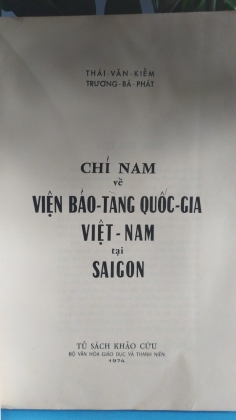 THÁI-VĂN-KIỂM
TRƯƠNG-BÁ-PHÁT
CHỈ NAM
về
VIỆN BẢO-TÀNG QUỐC-GIA
VIỆT-NAM
tại
SAIGON
TỦ SÁCH KHẢO CỨU
BỘ VĂN HÓA GIÁO DỤC VÀ THANH NIÊN
1974